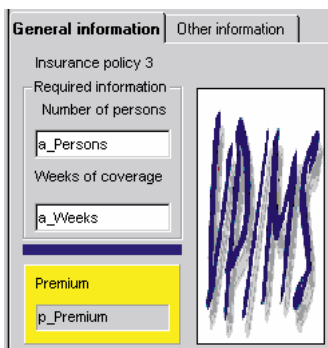 General information
Other information
Insurance policy 3
Required information
Number of persons
a_Persons
Weeks of coverage
a_Weeks
Premium
p_Premium
PMS